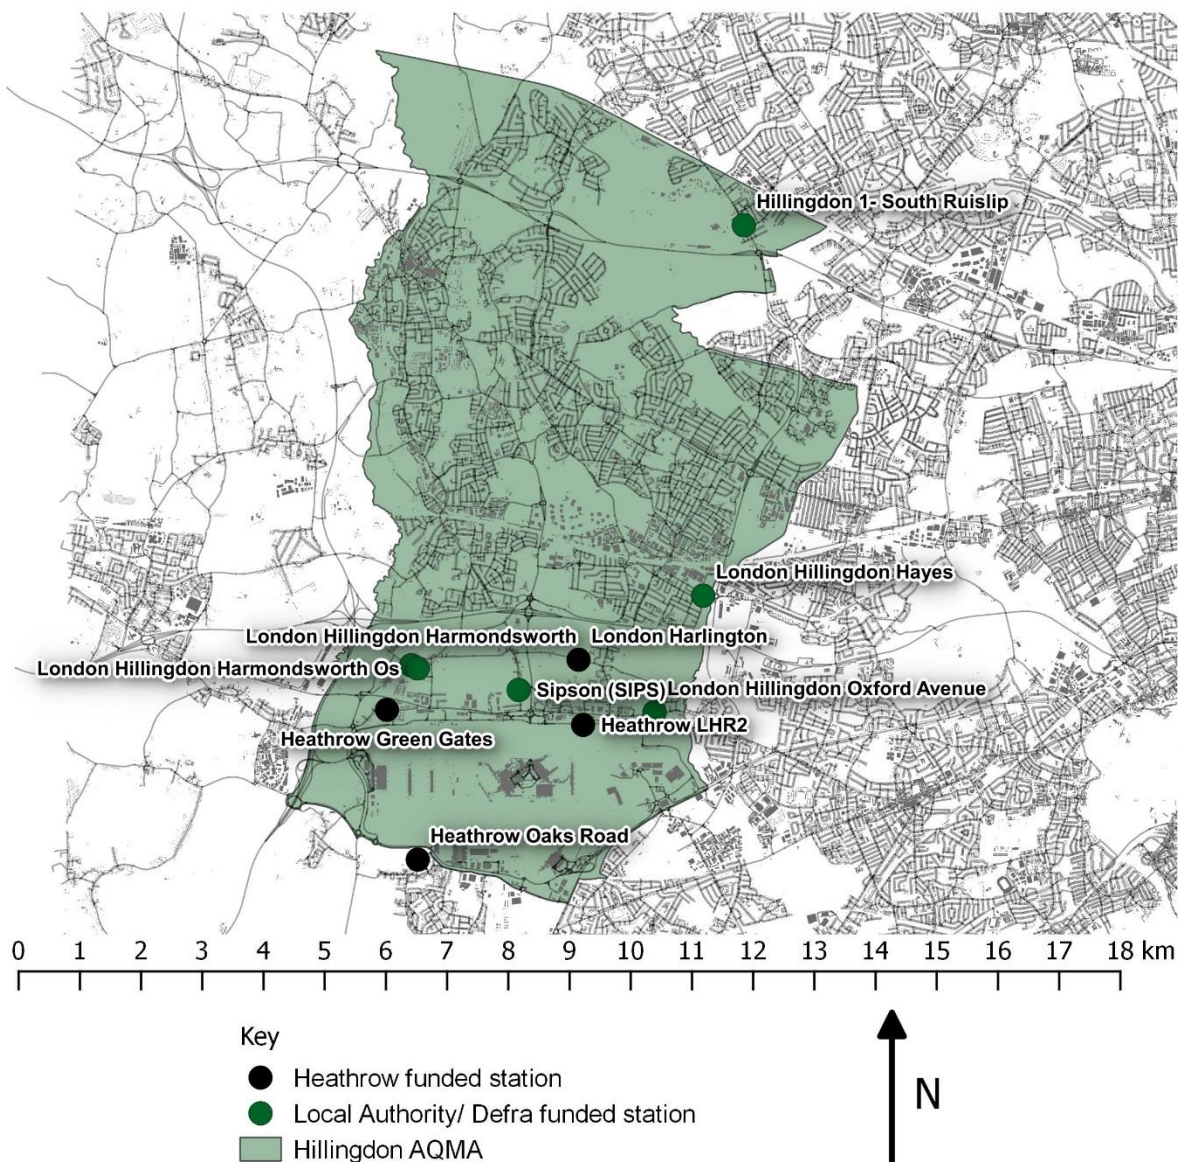 Hillingdon 1- South Ruislip
London Hillingdon Hayes
London Hillingdon Harmondsworth
London Harlington
London Hillingdon Harmondsworth Os
Sipson (SIPS)
London Hillingdon Oxford Avenue
Heathrow LHR2
Heathrow Green Gates
Heathrow Oaks Road
0 1 2 3 4 5 6 7 8 9 10 11 12 13 14 15 16 17 18 km
Key
Heathrow funded station
Local Authority/ Defra funded station
Hillingdon AQMA
N